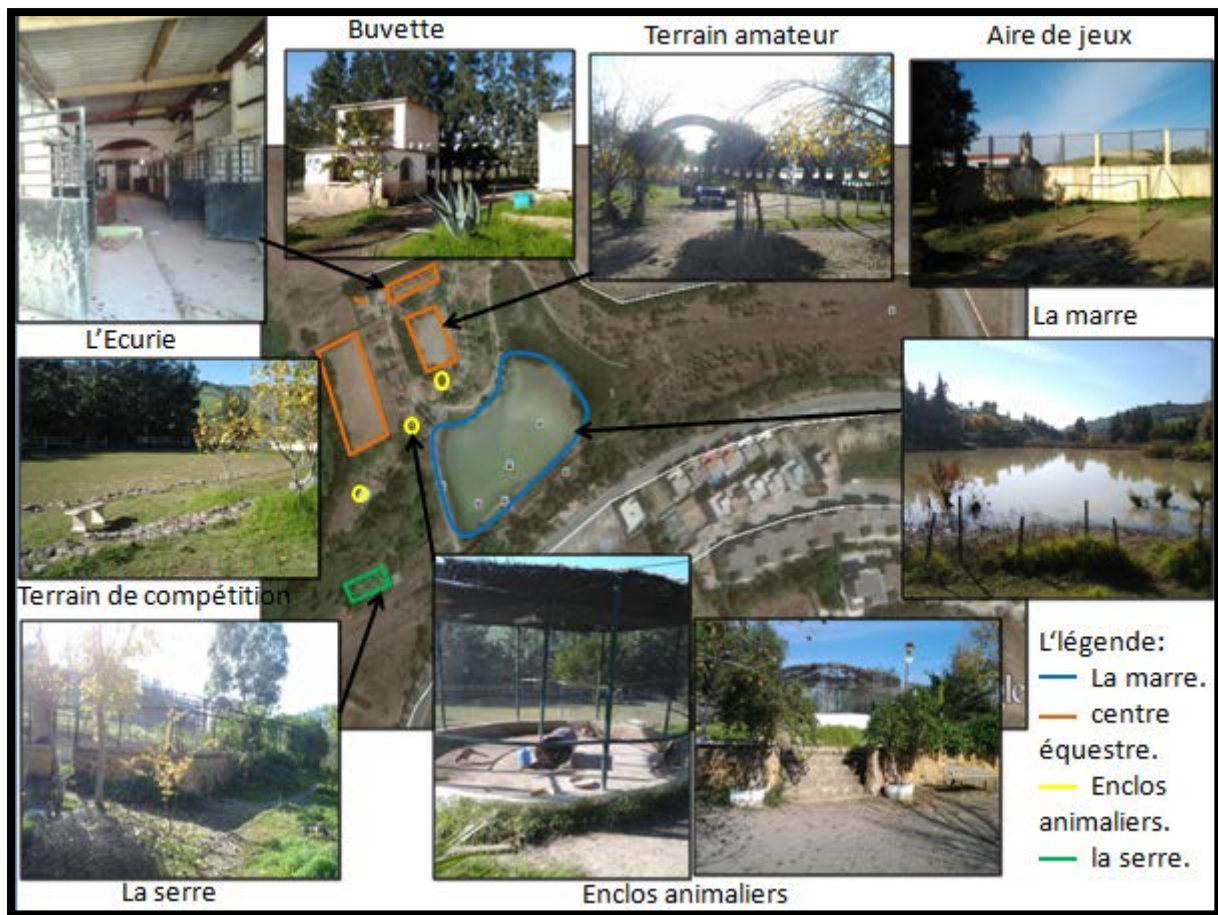 Buvette
Terrain amateur
Aire de jeux
L'Ecurie
La marre
Terrain de compétition
La serre
Enclos animaliers
L'légende:
La marre.
centre
équestre.
Enclos
animaliers.
la serre.
le